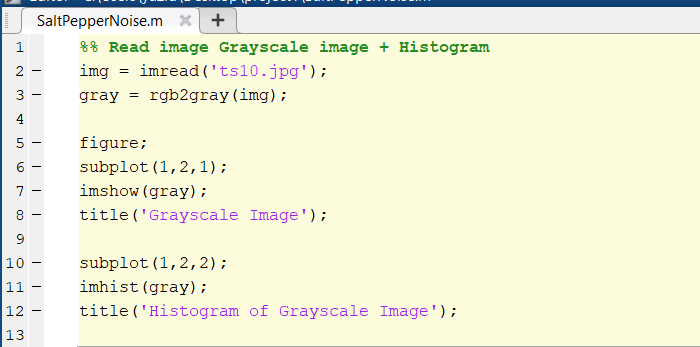 SaltPepperNoise.m × +
1 %% Read image Grayscale image + Histogram
2 – img = imread('ts10.jpg');
3 – gray = rgb2gray(img);
4
5 – figure;
6 – subplot(1,2,1);
7 – imshow(gray);
8 – title('Grayscale Image');
9
10 – subplot(1,2,2);
11 – imhist(gray);
12 – title('Histogram of Grayscale Image');
13